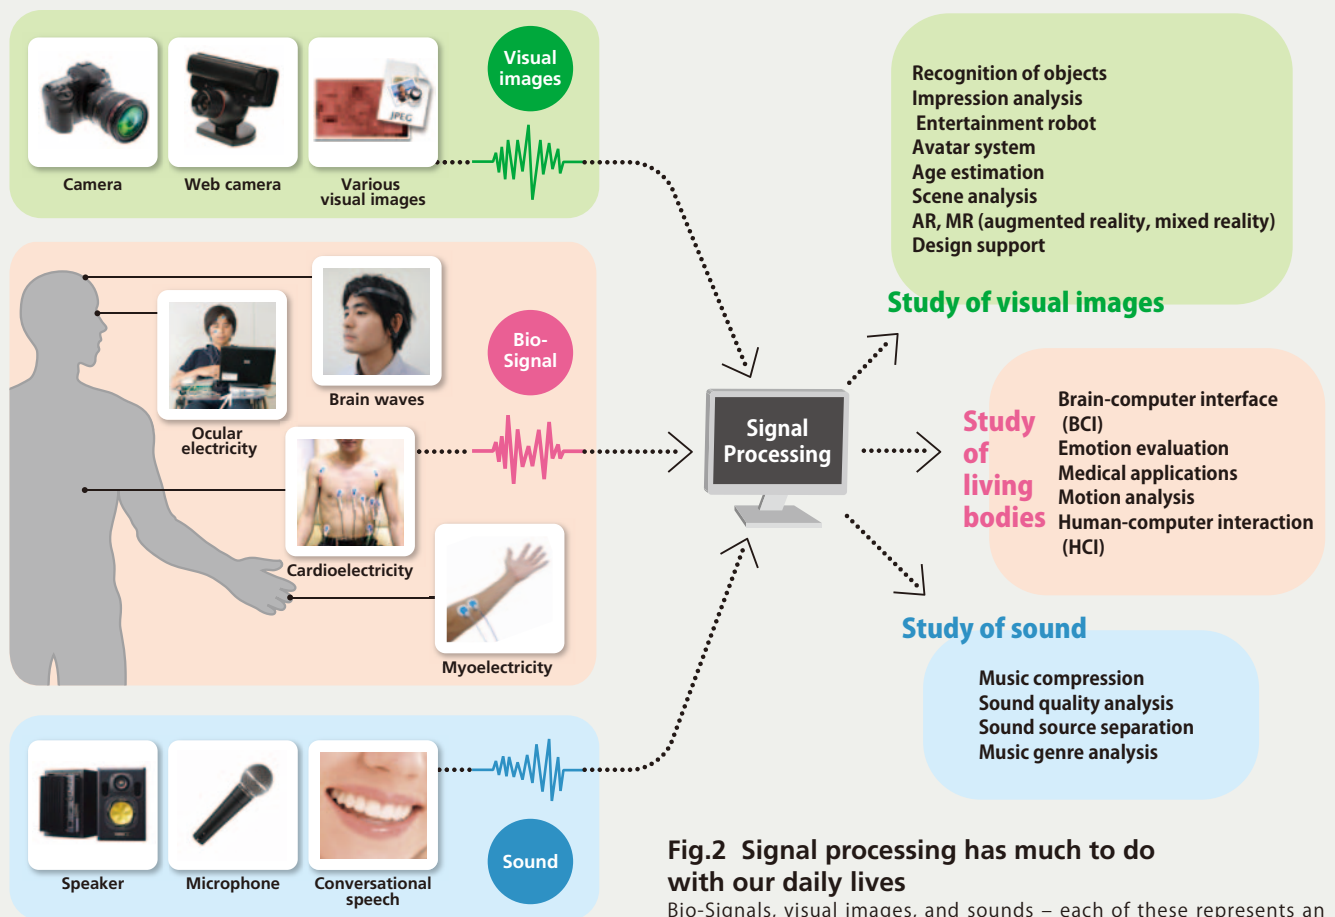 Visual
images
JPEG
Camera
Web camera
Various
visual images
Bio-
Signal
Brain waves
Ocular
electricity
Cardioelectricity
Myoelectricity
Sound
Speaker
Microphone
Conversational
speech
Signal
Processing
Recognition of objects
Impression analysis
Entertainment robot
Avatar system
Age estimation
Scene analysis
AR, MR (augmented reality, mixed reality)
Design support
Study of visual images
Study
of
living
bodies
Brain-computer interface
(BCI)
Emotion evaluation
Medical applications
Motion analysis
Human-computer interaction
(HCI)
Study of sound
Music compression
Sound quality analysis
Sound source separation
Music genre analysis
Fig.2 Signal processing has much to do
with our daily lives
Bio-Signals, visual images, and sounds – each of these represents an